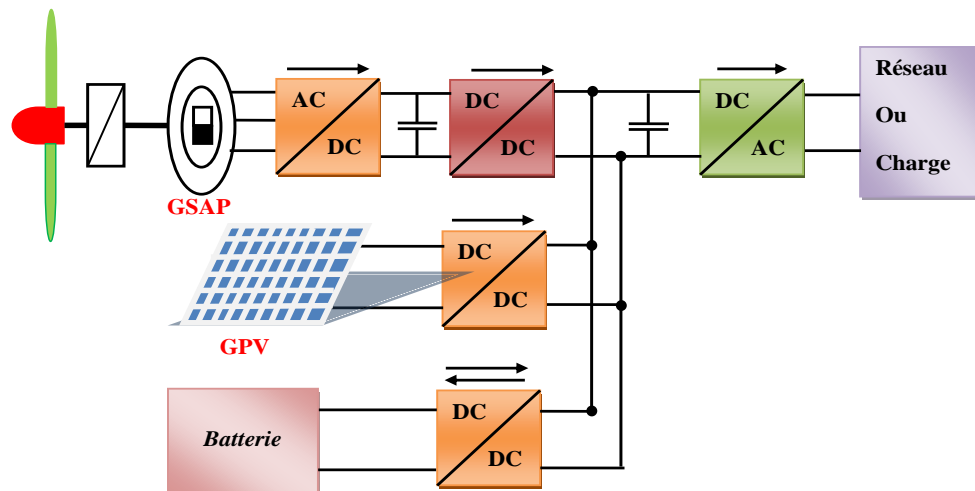 AC
DC
DC
DC
DC
AC
Réseau
Ou
Charge
GSAP
DC
DC
GPV
Batterie
DC
DC